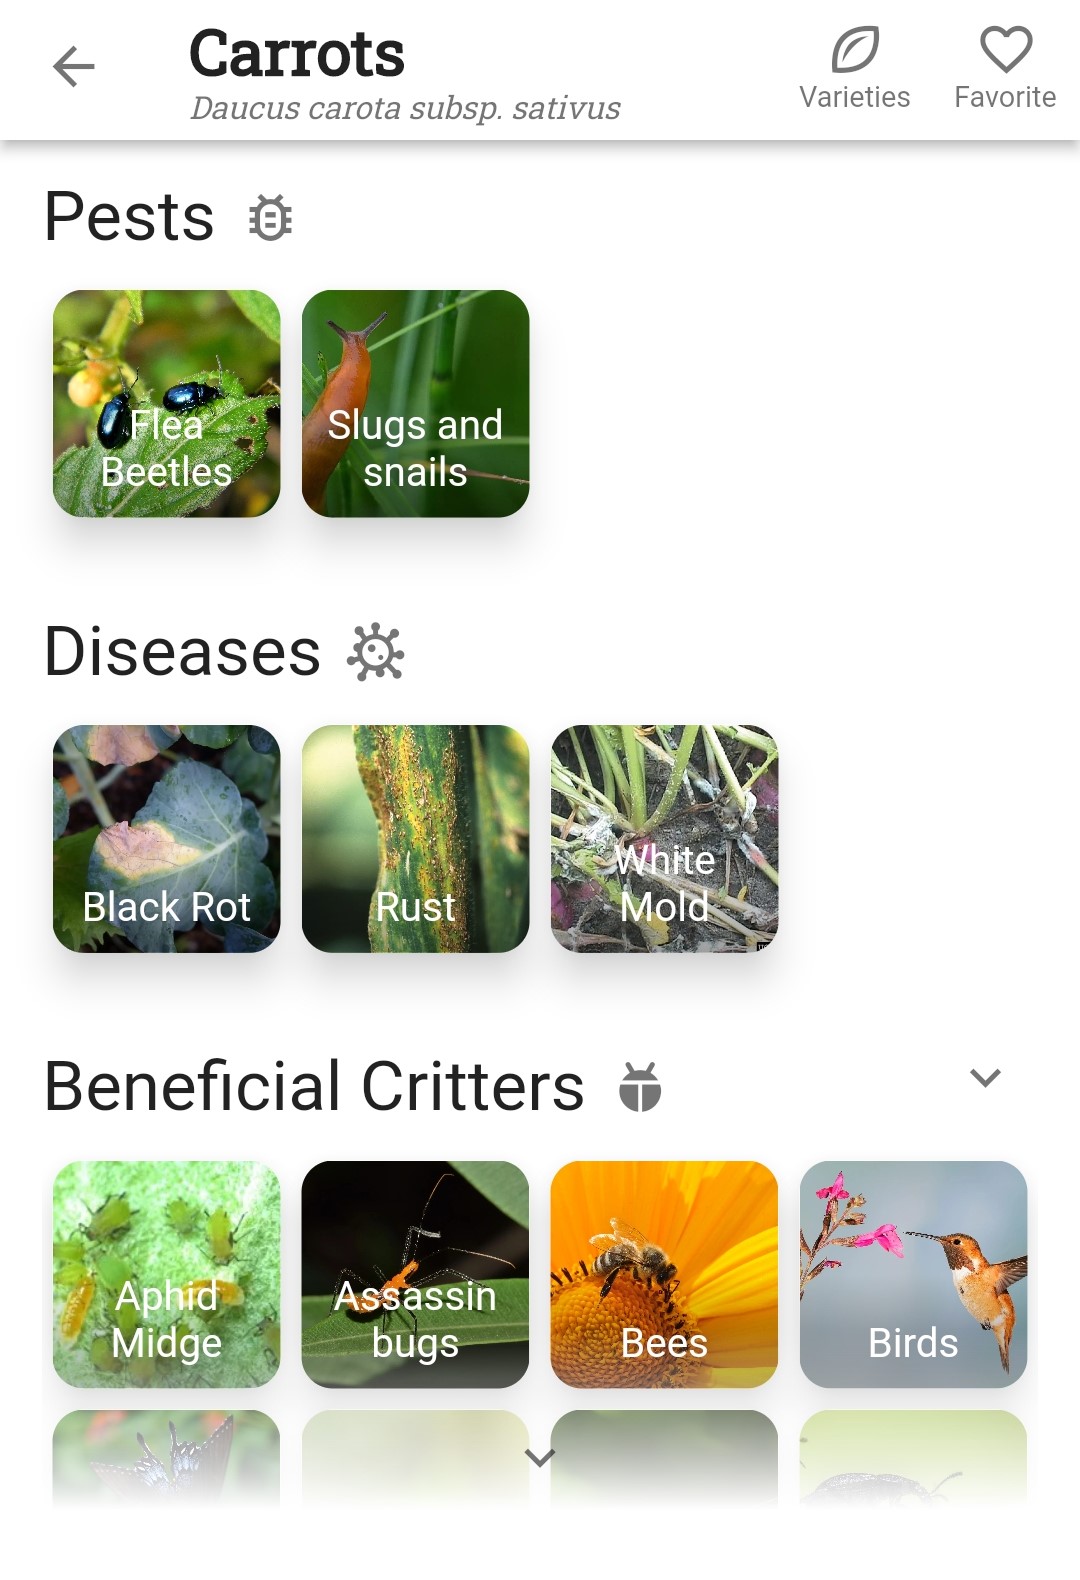 Carrots
Daucus carota subsp. sativus
Varieties
Favorite
Pests
Flea
Beetles
Slugs and
snails
Diseases
Black Rot
Rust
White
Mold
Beneficial Critters
Aphid
Midge
Assassin
bugs
Bees
Birds